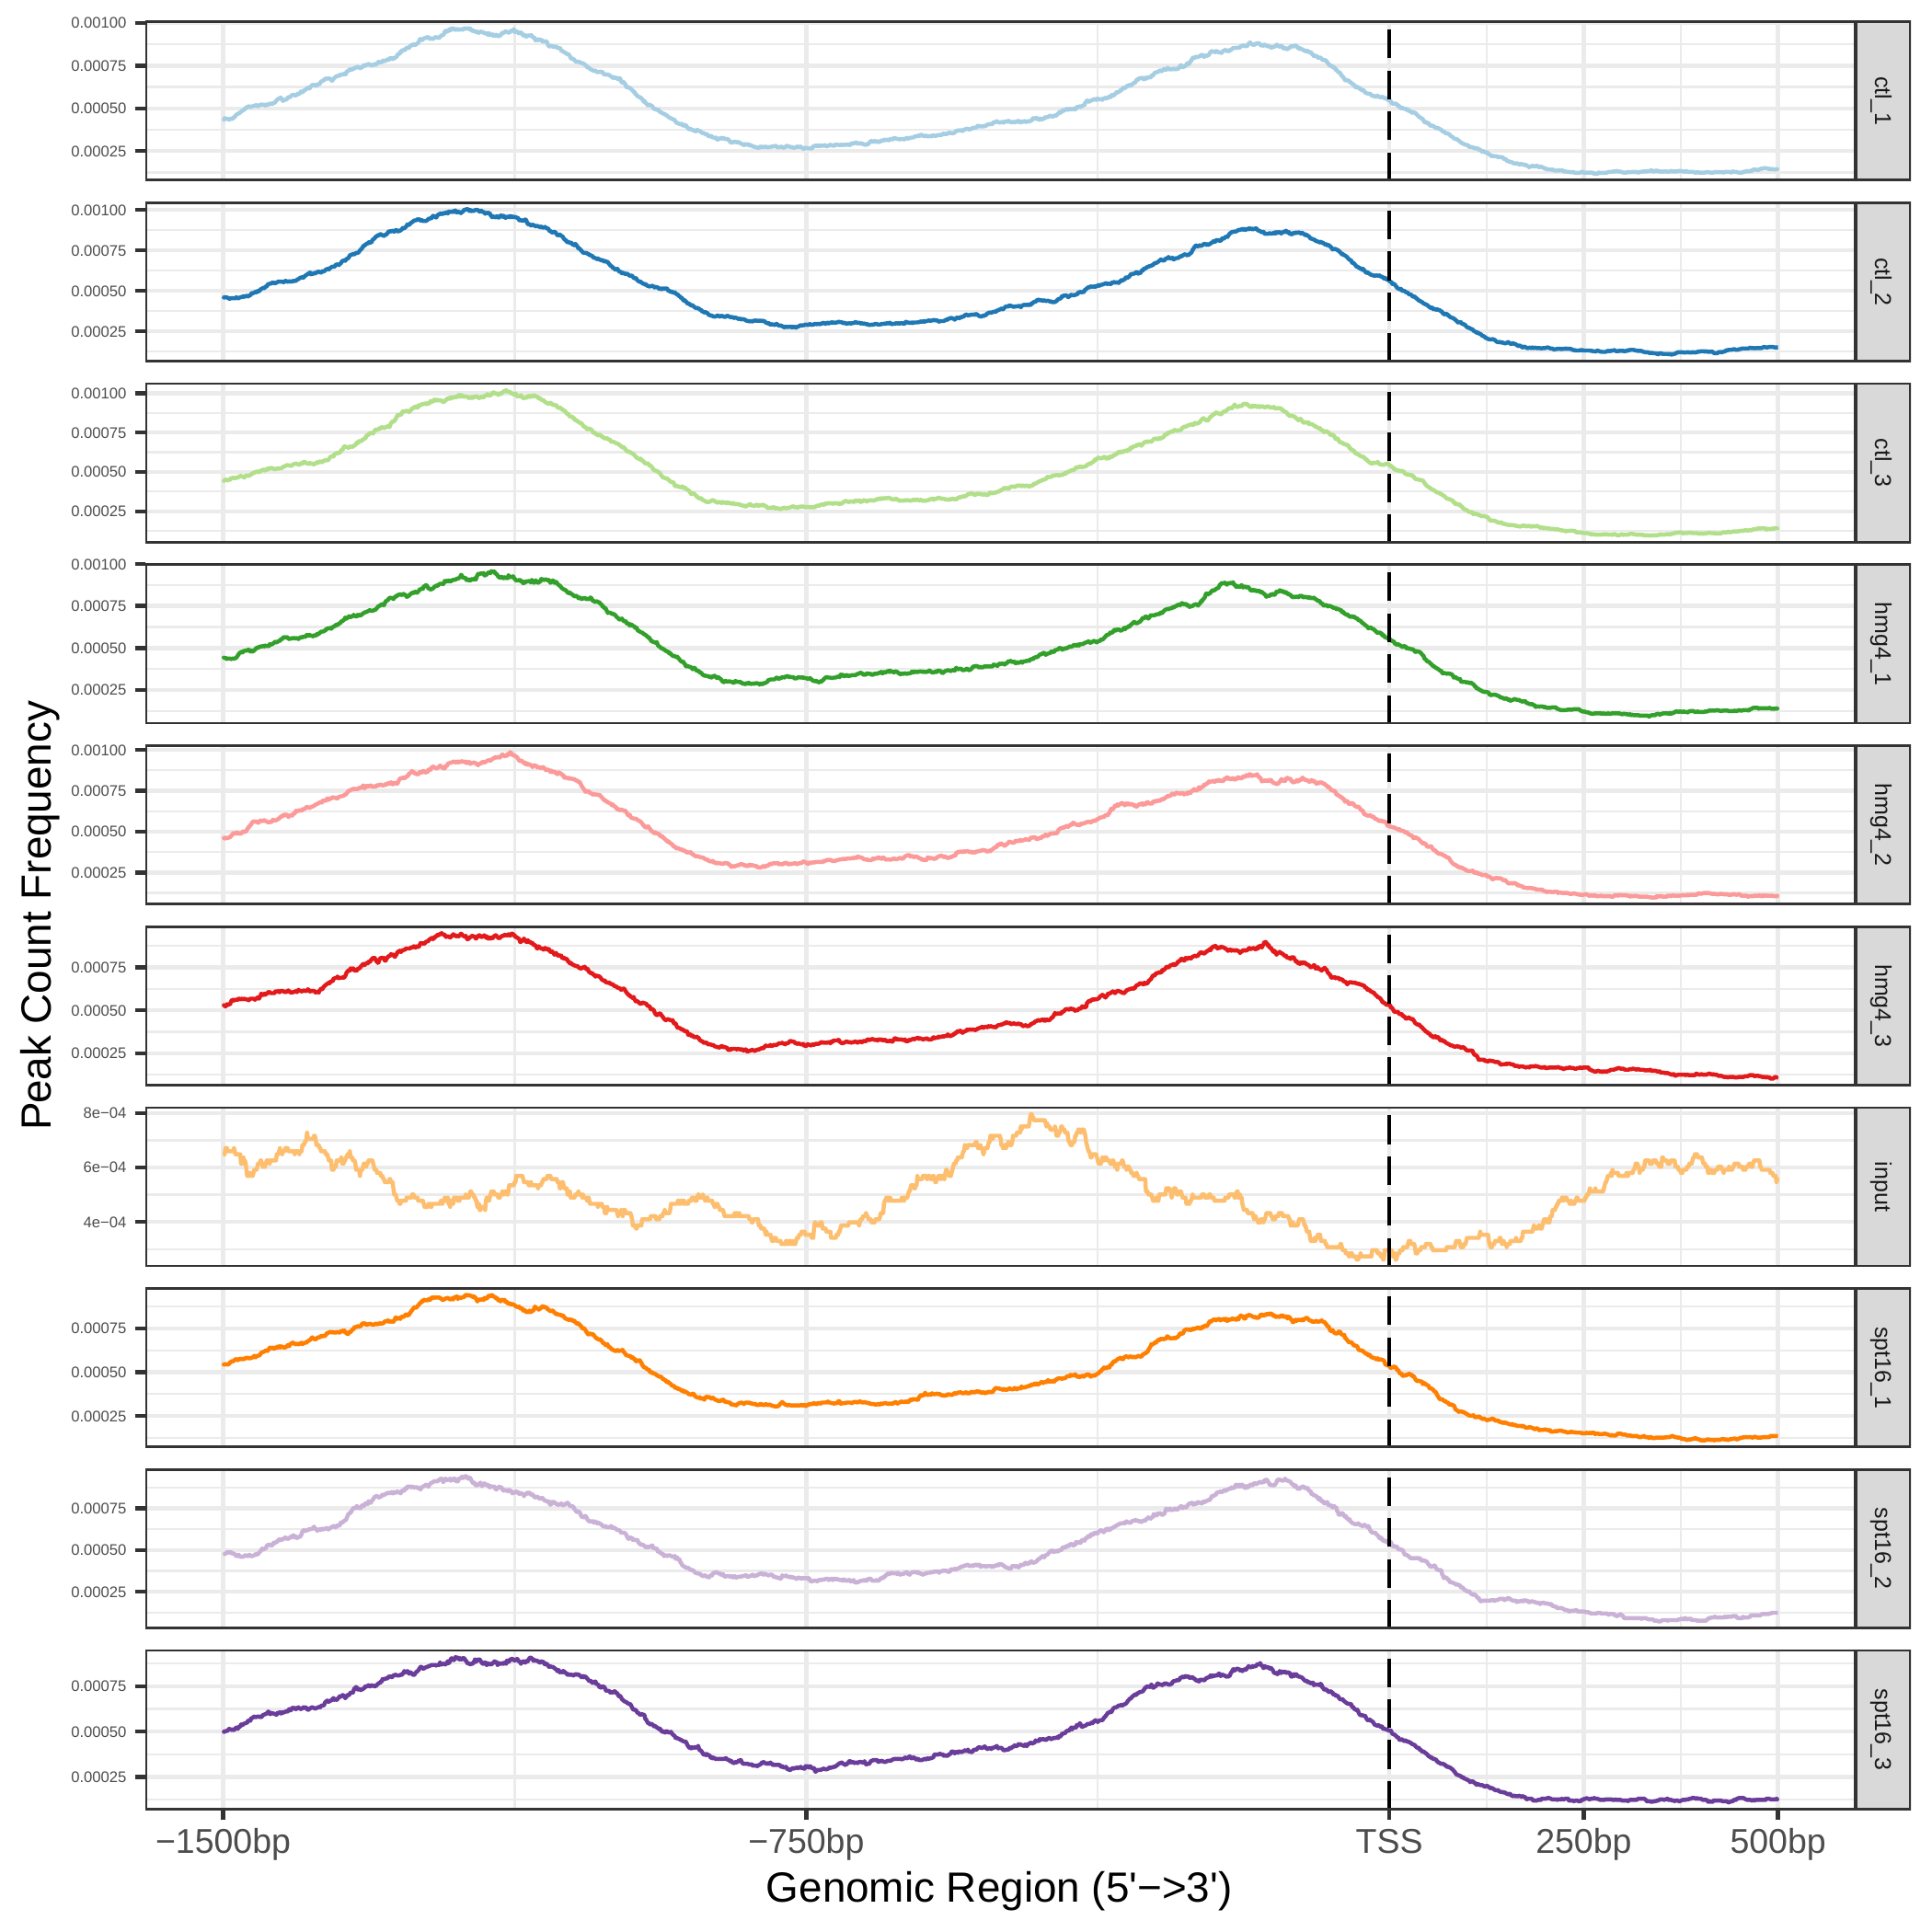 Peak Count Frequency
0.00100
0.00075
0.00050
0.00025
ctl_1
0.00100
0.00075
0.00050
0.00025
ctl_2
0.00100
0.00075
0.00050
0.00025
ctl_3
0.00100
0.00075
0.00050
0.00025
hmg4_1
0.00100
0.00075
0.00050
0.00025
hmg4_2
0.00075
0.00050
0.00025
hmg4_3
8e−04
6e−04
4e−04
input
0.00075
0.00050
0.00025
spt16_1
0.00075
0.00050
0.00025
spt16_2
0.00075
0.00050
0.00025
spt16_3
−1500bp −750bp TSS 250bp 500bp
Genomic Region (5'−>3')